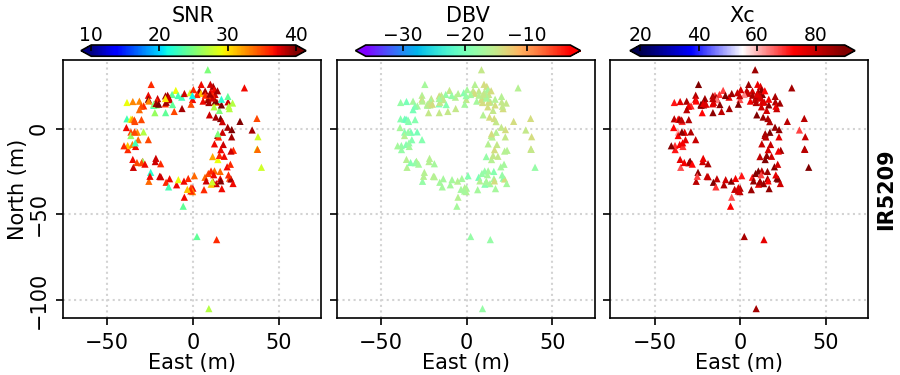 SNR DBV Xc
10 20 30 40 −30 −20 −10 20 40 60 80
0
−50
−100
North (m)
IR5209
−50 0 50 −50 0 50 −50 0 50
East (m) East (m) East (m)